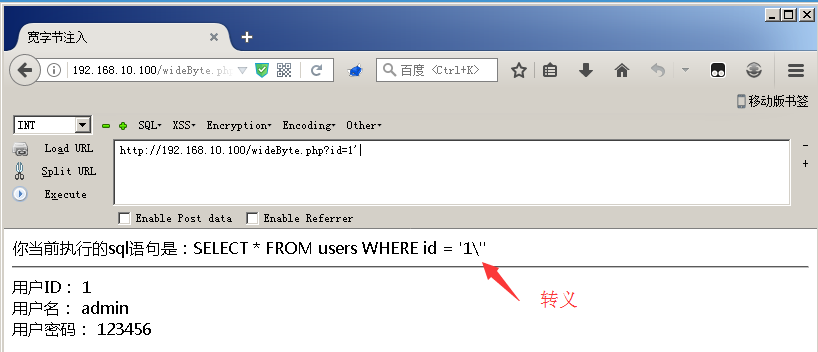 宽字节注入
192.168.10.100/wideByte.ph
百度 <Ctrl+K>
移动版书签
INT SQL XSS Encryption Encoding Other
Load URL
Split URL
Execute
http://192.168.10.100/wideByte.php?id=1'
Enable Post data Enable Referrer
你当前执行的sql语句是：SELECT * FROM users WHERE id = '1\''
转义
用户ID： 1
用户名： admin
用户密码： 123456